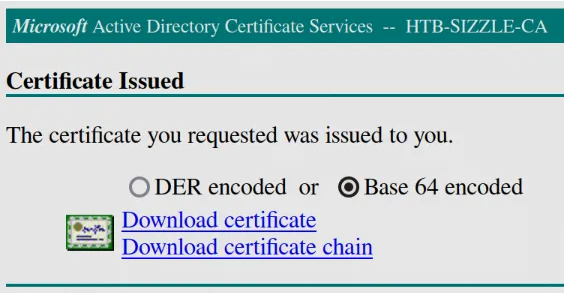 Microsoft Active Directory Certificate Services -- HTB-SIZZLE-CA
Certificate Issued
The certificate you requested was issued to you.
DER encoded or Base 64 encoded
Download certificate
Download certificate chain